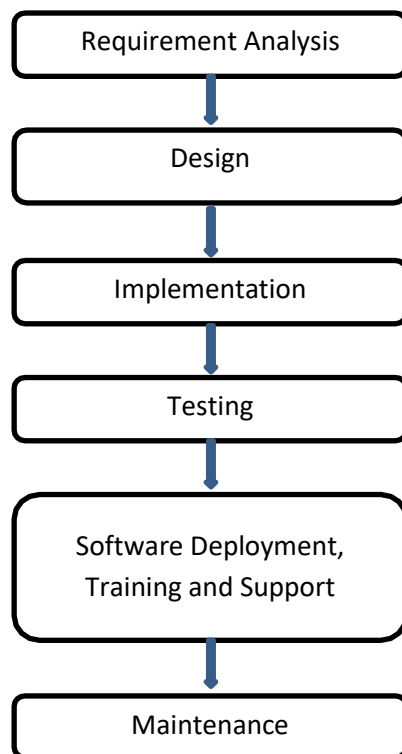 Requirement Analysis
Design
Implementation
Testing
Software Deployment,
Training and Support
Maintenance